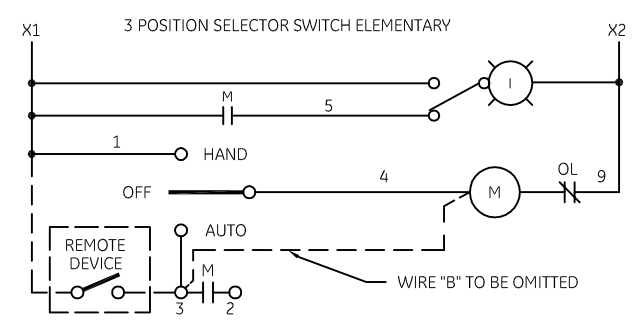 3 POSITION SELECTOR SWITCH ELEMENTARY
X1
X2
I
M
5
1
HAND
OL
4
9
OFF
M
AUTO
REMOTE
DEVICE
M
WIRE "B" TO BE OMITTED
3
2